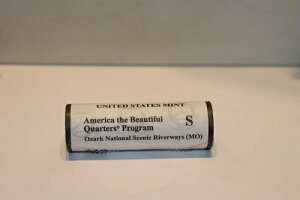 UNITED STATES MINT
America the Beautiful
Quarters® Program S
Ozark National Scenic Riverways (MO)